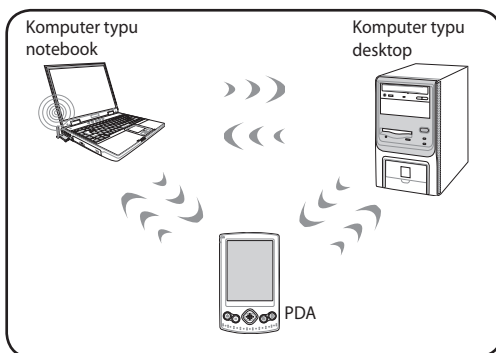 Komputer typu
notebook
Komputer typu
desktop
PDA